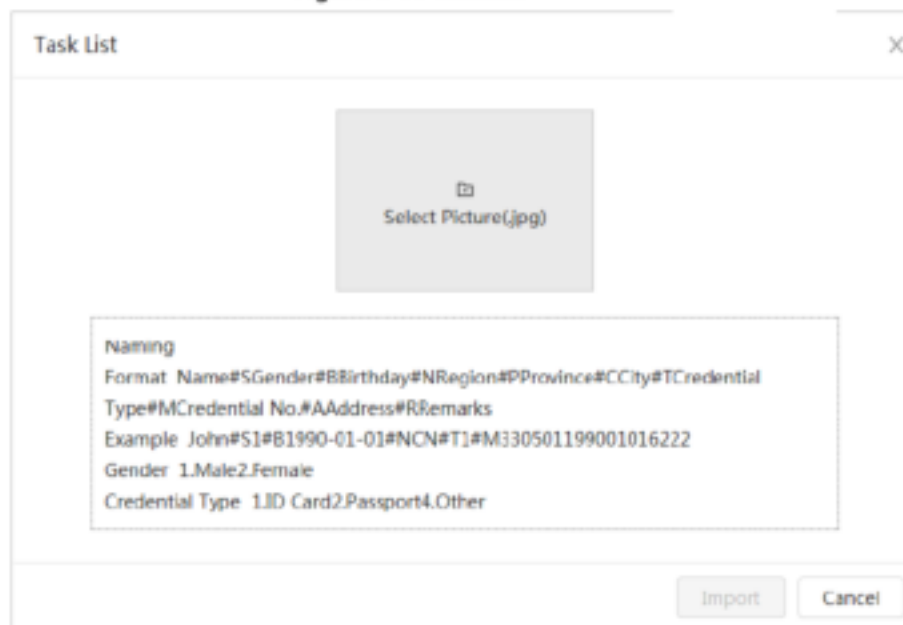 Task List
Select Picture(.jpg)
Naming
Format Name#SGender#BBirthday#NRegion#PProvince#CCity#TCredential
Type#MCredential No.#AAddress#RRemarks
Example John#S1#B1990-01-01#NCN#T1#M330501199001016222
Gender 1.Male2.Female
Credential Type 1.ID Card2.Passport4.Other
Import
Cancel